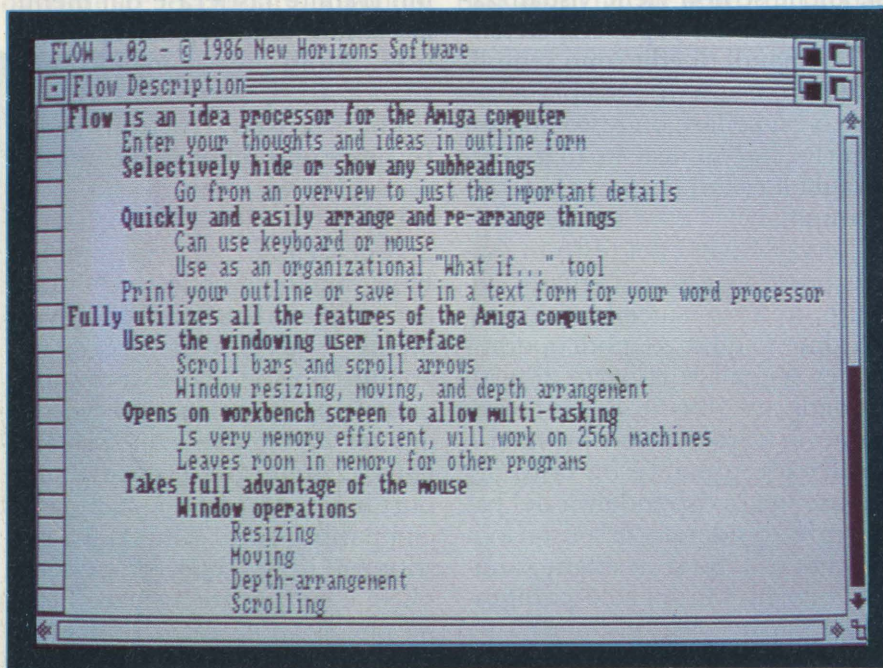 FLOW 1.02 - © 1986 New Horizons Software
Flow Description
Flow is an idea processor for the Amiga computer
Enter your thoughts and ideas in outline form
Selectively hide or show any subheadings
Go from an overview to just the important details
Quickly and easily arrange and re-arrange things
Can use keyboard or mouse
Use as an organizational "What if..." tool
Print your outline or save it in a text form for your word processor
Fully utilizes all the features of the Amiga computer
Uses the windowing user interface
Scroll bars and scroll arrows
Window resizing, moving, and depth arrangement
Opens on workbench screen to allow multi-tasking
Is very memory efficient, will work on 256K machines
Leaves room in memory for other programs
Takes full advantage of the mouse
Window operations
Resizing
Moving
Depth-arrangement
Scrolling